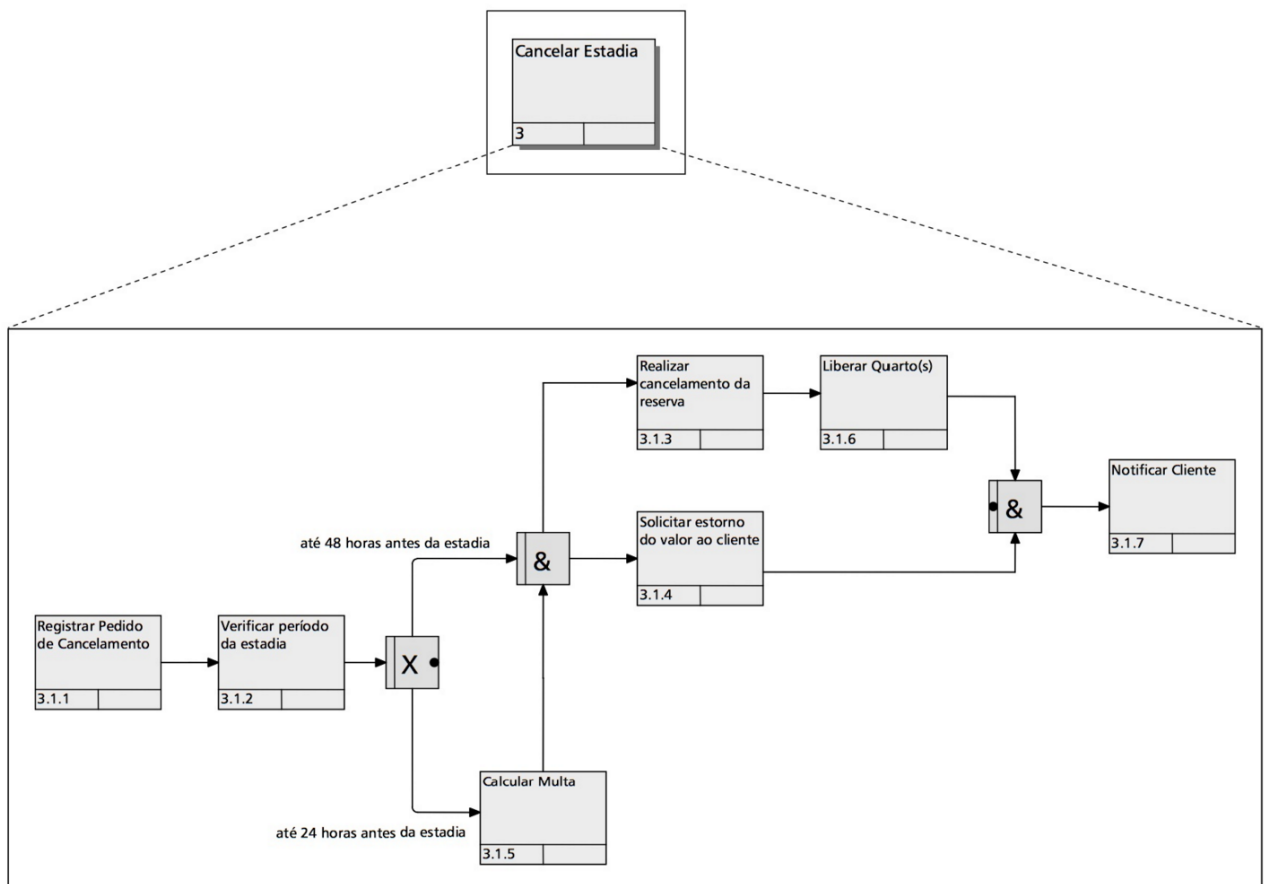 Cancelar Estadia
3
Realizar
cancelamento da
reserva
3.1.3
Liberar Quarto(s)
3.1.6
Notificar Cliente
3.1.7
&
Solicitar estorno
do valor ao cliente
3.1.4
até 48 horas antes da estadia
&
Registrar Pedido
de Cancelamento
3.1.1
Verificar período
da estadia
3.1.2
X
Calcular Multa
3.1.5
até 24 horas antes da estadia